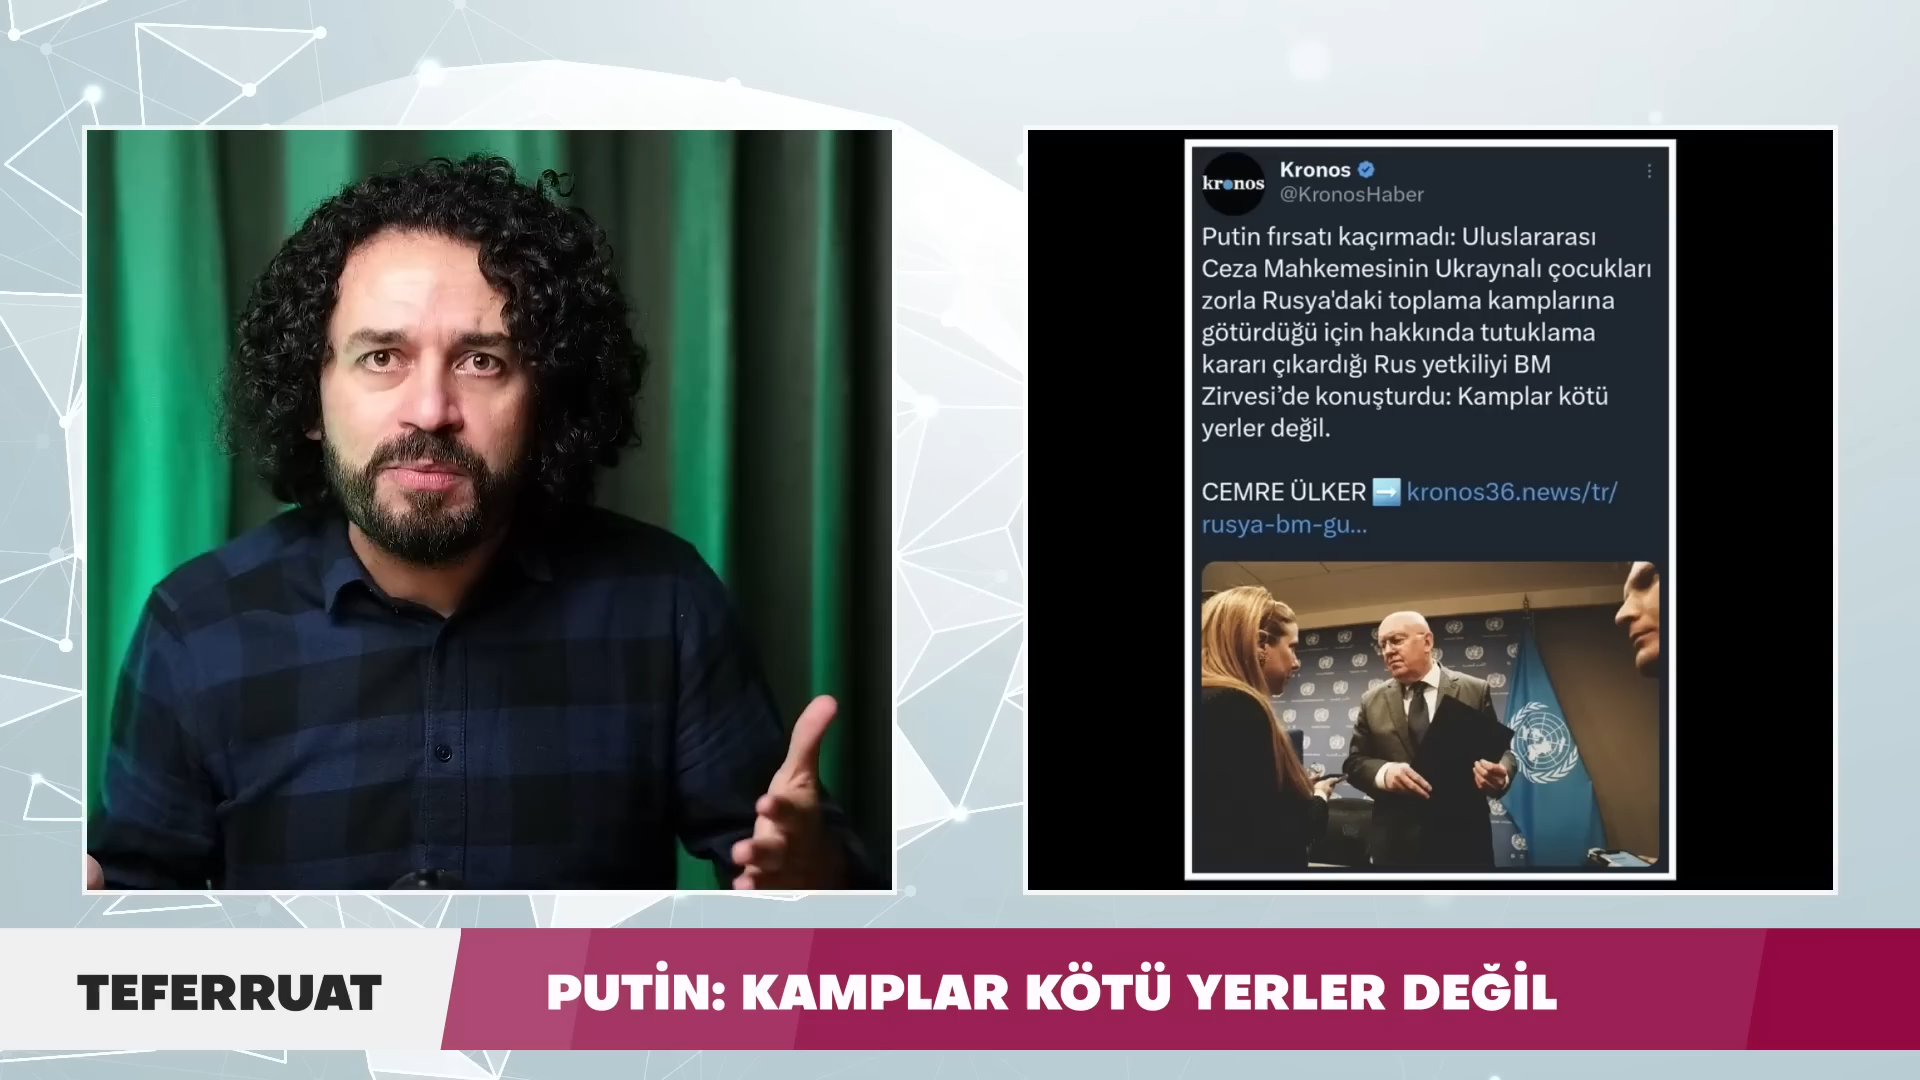 kronos
Kronos
@KronosHaber
Putin fırsatı kaçırmadı: Uluslararası
Ceza Mahkemesinin Ukraynalı çocukları
zorla Rusya'daki toplama kamplarına
götürdüğü için hakkında tutuklama
kararı çıkardığı Rus yetkiliyi BM
Zirvesi’de konuşturdu: Kamplar kötü
yerler değil.
CEMRE ÜLKER ➡ kronos36.news/tr/
rusya-bm-gu...
TEFERRUAT
PUTİN: KAMPLAR KÖTÜ YERLER DEĞİL